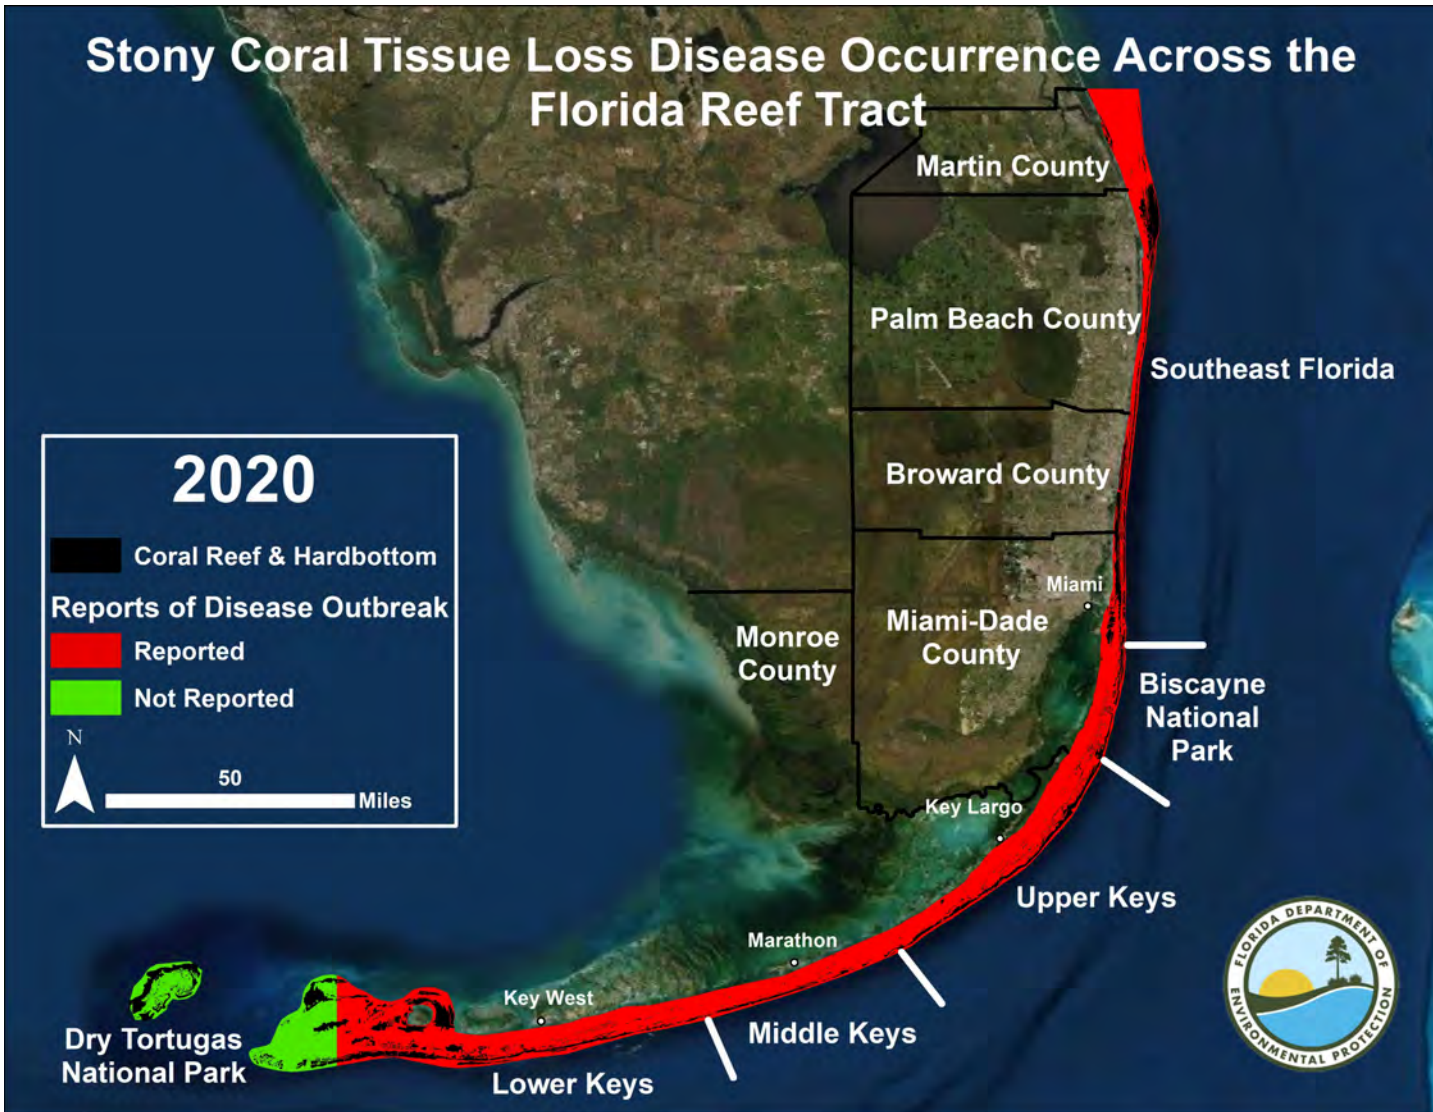 Stony Coral Tissue Loss Disease Occurrence Across the
Florida Reef Tract
Martin County
Palm Beach County
Southeast Florida
Broward County
Miami
Miami-Dade
County
Monroe
County
Biscayne
National
Park
Key Largo
Upper Keys
Marathon
Middle Keys
Key West
Lower Keys
Dry Tortugas
National Park
2020
Coral Reef & Hardbottom
Reports of Disease Outbreak
Reported
Not Reported
N
50
Miles
FLORIDA DEPARTMENT OF
ENVIRONMENTAL PROTECTION